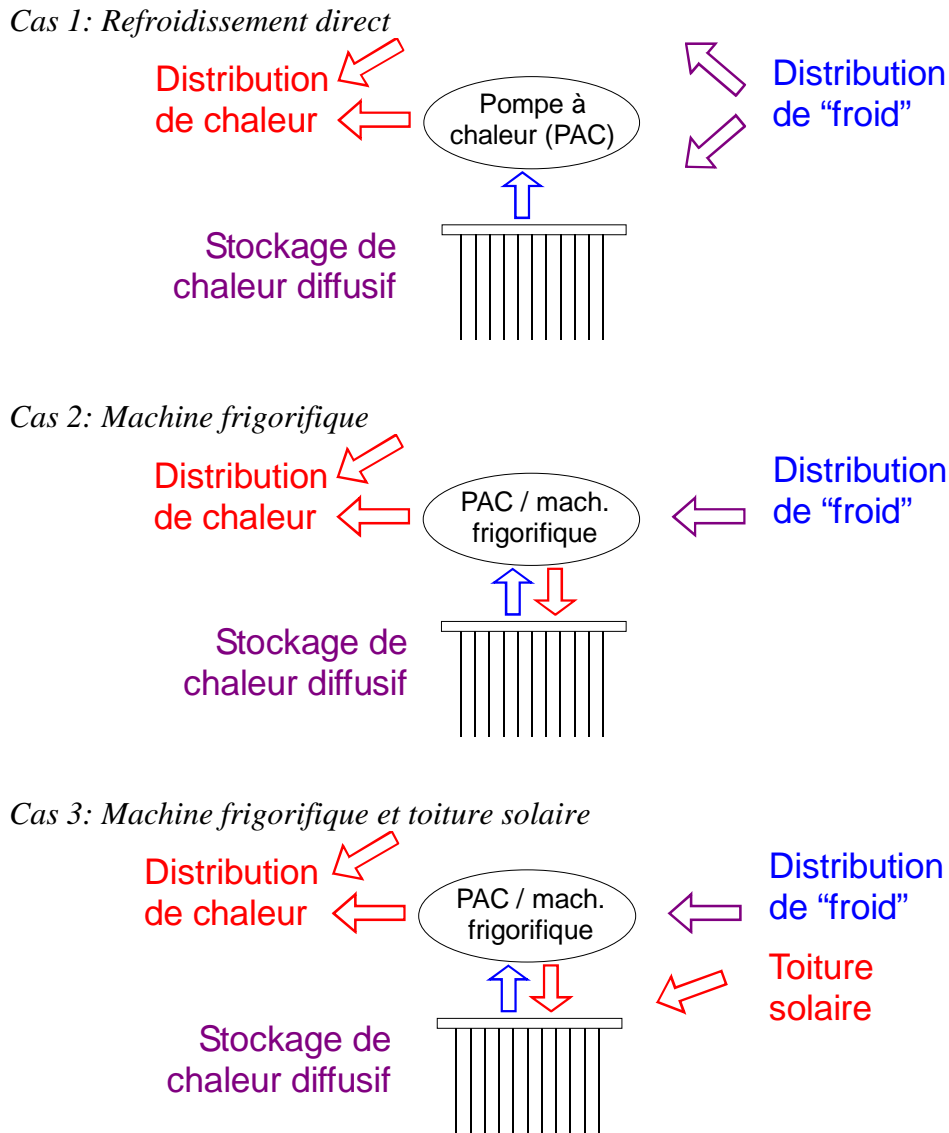 Cas 1: Refroidissement direct
Distribution
de chaleur
Pompe à
chaleur (PAC)
Distribution
de “froid”
Stockage de
chaleur diffusif
Cas 2: Machine frigorifique
Distribution
de chaleur
PAC / mach.
frigorifique
Distribution
de “froid”
Stockage de
chaleur diffusif
Cas 3: Machine frigorifique et toiture solaire
Distribution
de chaleur
PAC / mach.
frigorifique
Distribution
de “froid”
Toiture
solaire
Stockage de
chaleur diffusif